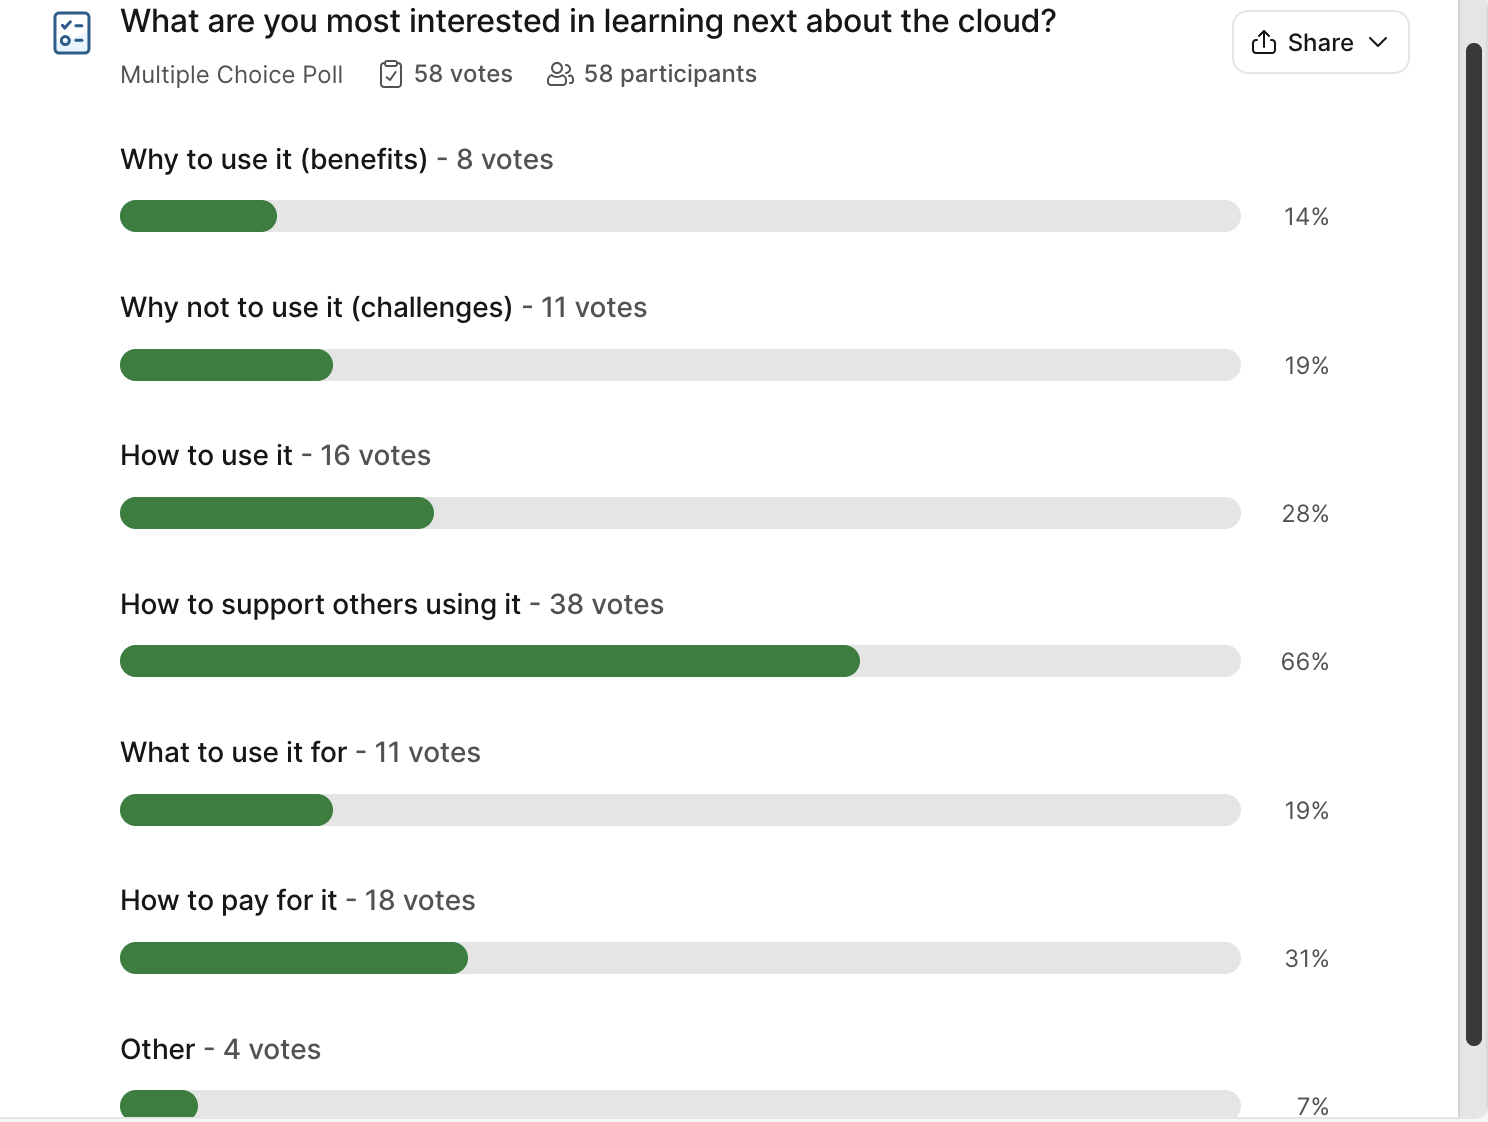 What are you most interested in learning next about the cloud?
Share
Multiple Choice Poll 58 votes 58 participants
Why to use it (benefits) - 8 votes
14%
Why not to use it (challenges) - 11 votes
19%
How to use it - 16 votes
28%
How to support others using it - 38 votes
66%
What to use it for - 11 votes
19%
How to pay for it - 18 votes
31%
Other - 4 votes
7%